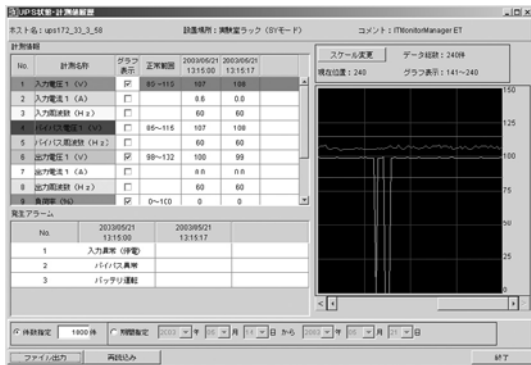 UPS状態・計測値履歴
ホスト名：ups172_33_3_58 設置場所：実験室ラック（SYモード） コメント：ITMonitorManager ET
計測情報
No. 計測名称 グラフ表示 正常範囲 2003/05/21 13:15:00 2003/05/21 13:15:17
1 入力電圧1（V） 107 108
2 入力電流1（A） 0.6 0.0
3 入力周波数（Hz） 60 60
4 バイパス電圧1（V） 85～115 107 108
5 バイパス周波数（Hz） 60 60
6 出力電圧1（V） 98～132 100 99
7 出力電流1（A） 0.0 0.0
8 出力周波数（Hz） 60 60
9 負荷率（%） 0～100 0 0
発生アラーム
No. 2003/05/21 13:15:00 2003/05/21 13:15:17
1 入力異常（停電）
2 バイパス異常
3 バッテリ運転
スケール変更 データ総数：240件
現在位置：240 グラフ表示：141～240
150
125
100
75
50
25
0
件数指定 1800 件 期間指定 2003 年 05 月 14 日 から 2003 年 05 月 21 日
ファイル出力 再読込み 終了